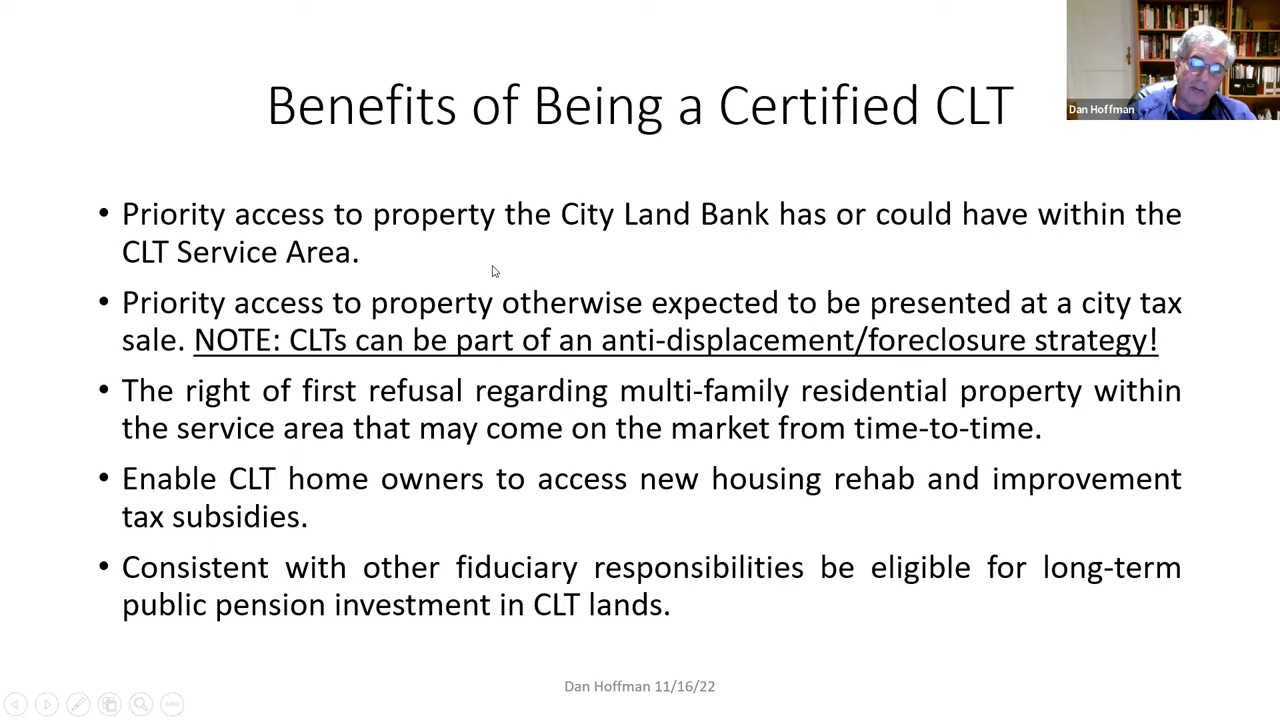 Benefits of Being a Certified CLT
Dan Hoffman
• Priority access to property the City Land Bank has or could have within the
CLT Service Area.
• Priority access to property otherwise expected to be presented at a city tax
sale. NOTE: CLTs can be part of an anti-displacement/foreclosure strategy!
• The right of first refusal regarding multi-family residential property within
the service area that may come on the market from time-to-time.
• Enable CLT home owners to access new housing rehab and improvement
tax subsidies.
• Consistent with other fiduciary responsibilities be eligible for long-term
public pension investment in CLT lands.
Dan Hoffman 11/16/22